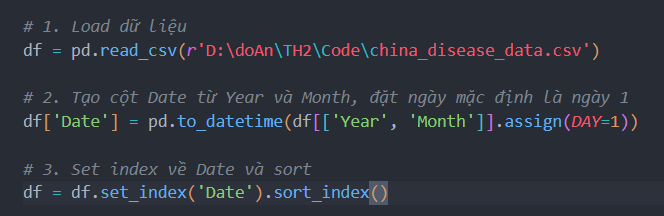 # 1. Load dữ liệu
df = pd.read_csv(r'D:\doAn\TH2\Code\china_disease_data.csv')
# 2. Tạo cột Date từ Year và Month, đặt ngày mặc định là ngày 1
df['Date'] = pd.to_datetime(df[['Year', 'Month']].assign(DAY=1))
# 3. Set index về Date và sort
df = df.set_index('Date').sort_index()